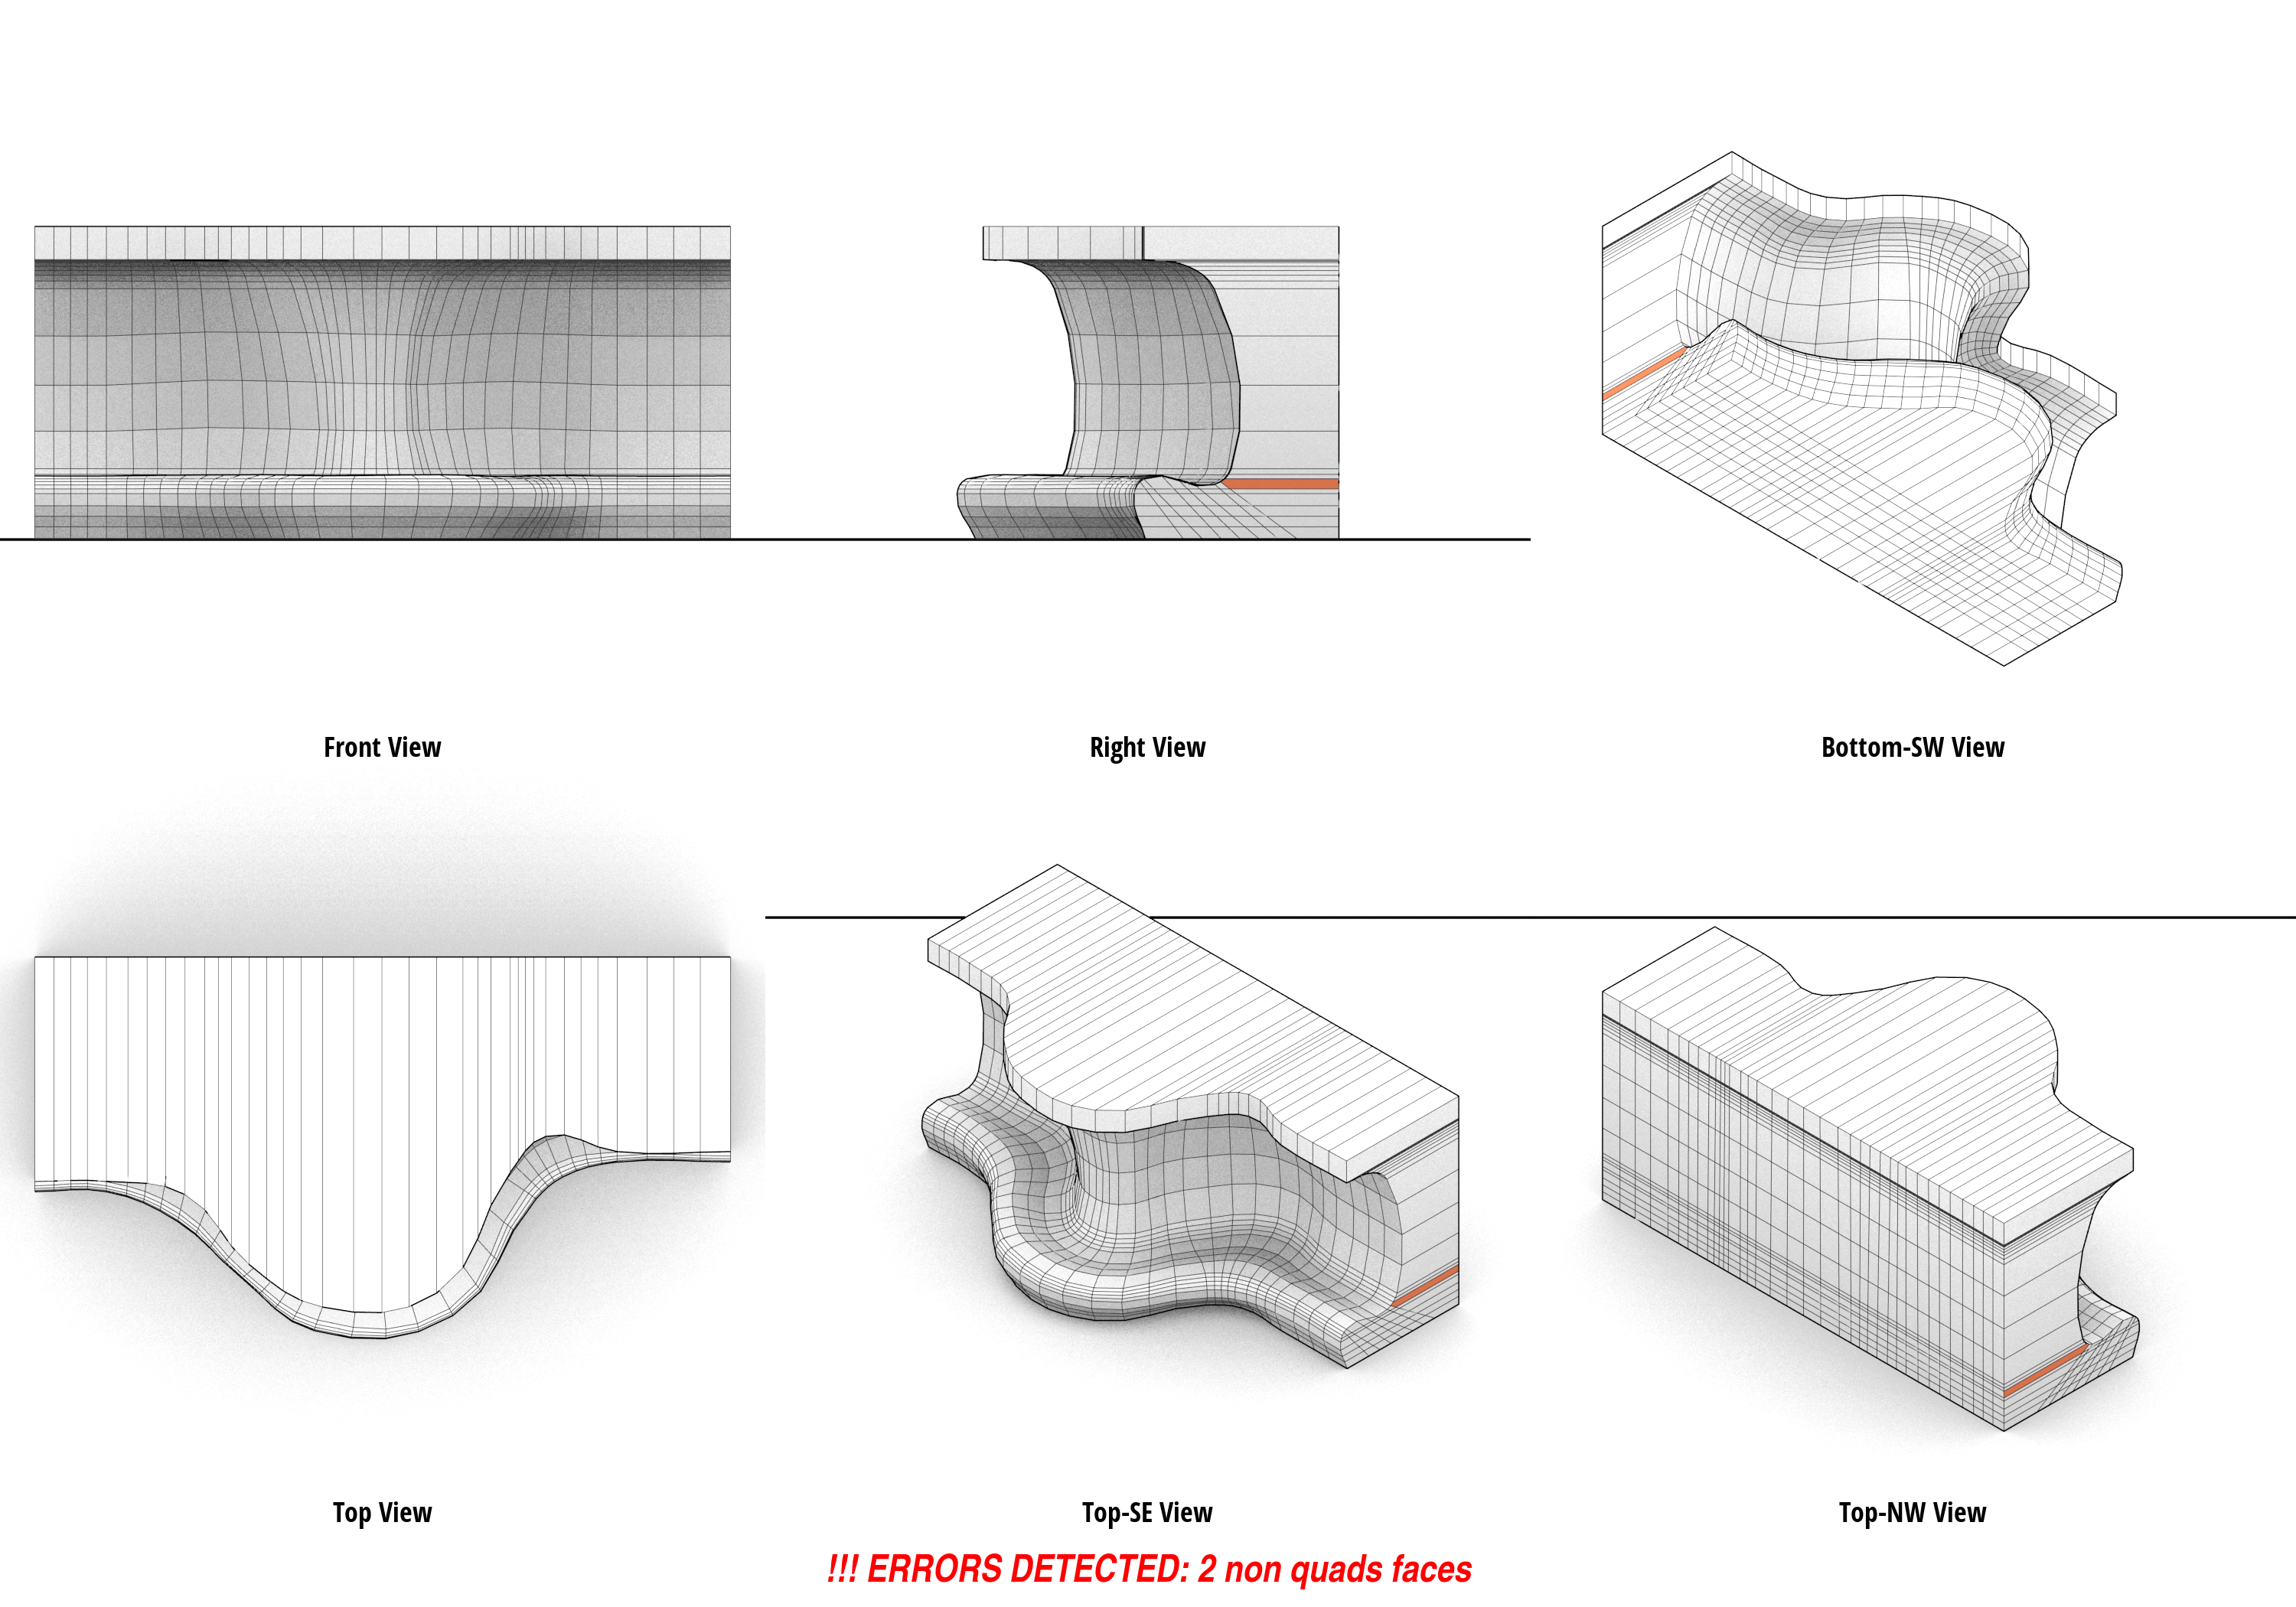 Front View
Right View
Bottom-SW View
Top View
Top-SE View
Top-NW View
!!! ERRORS DETECTED: 2 non quads faces